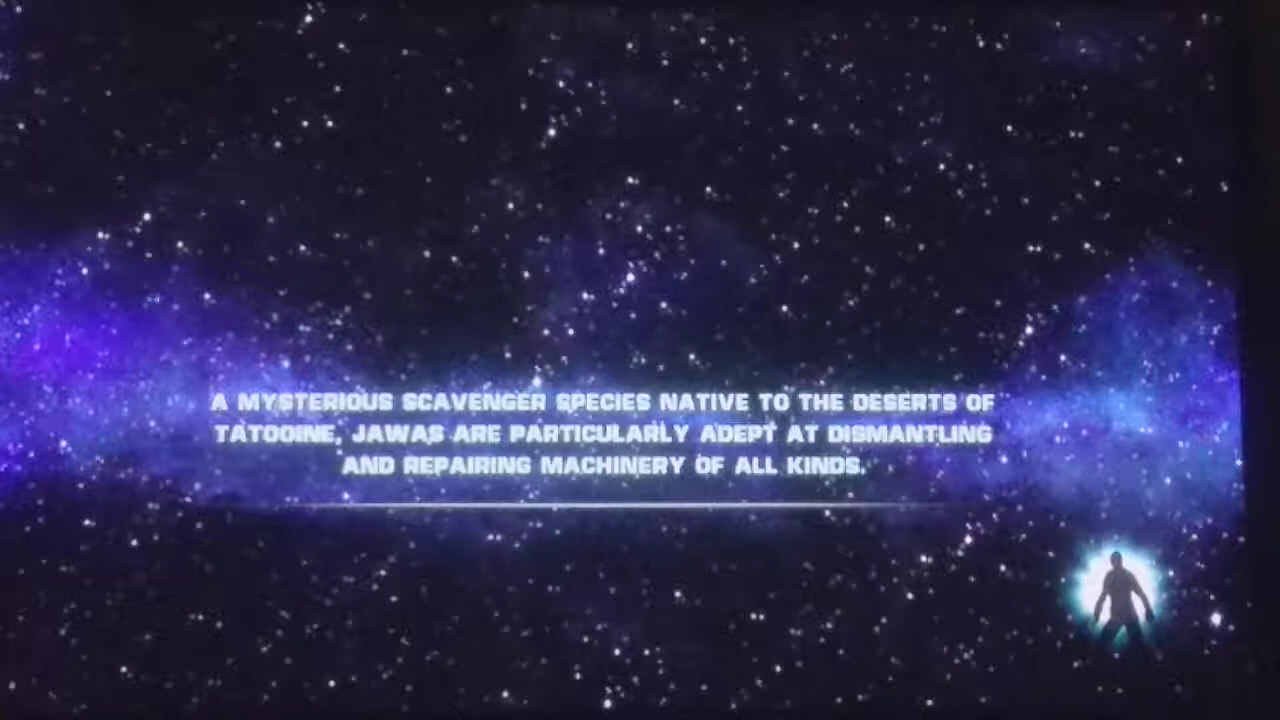 A MYSTERIOUS SCAVENGER SPECIES NATIVE TO THE DESERTS OF
TATOOINE, JAWAS ARE PARTICULARLY ADEPT AT DISMANTLING
AND REPAIRING MACHINERY OF ALL KINDS.